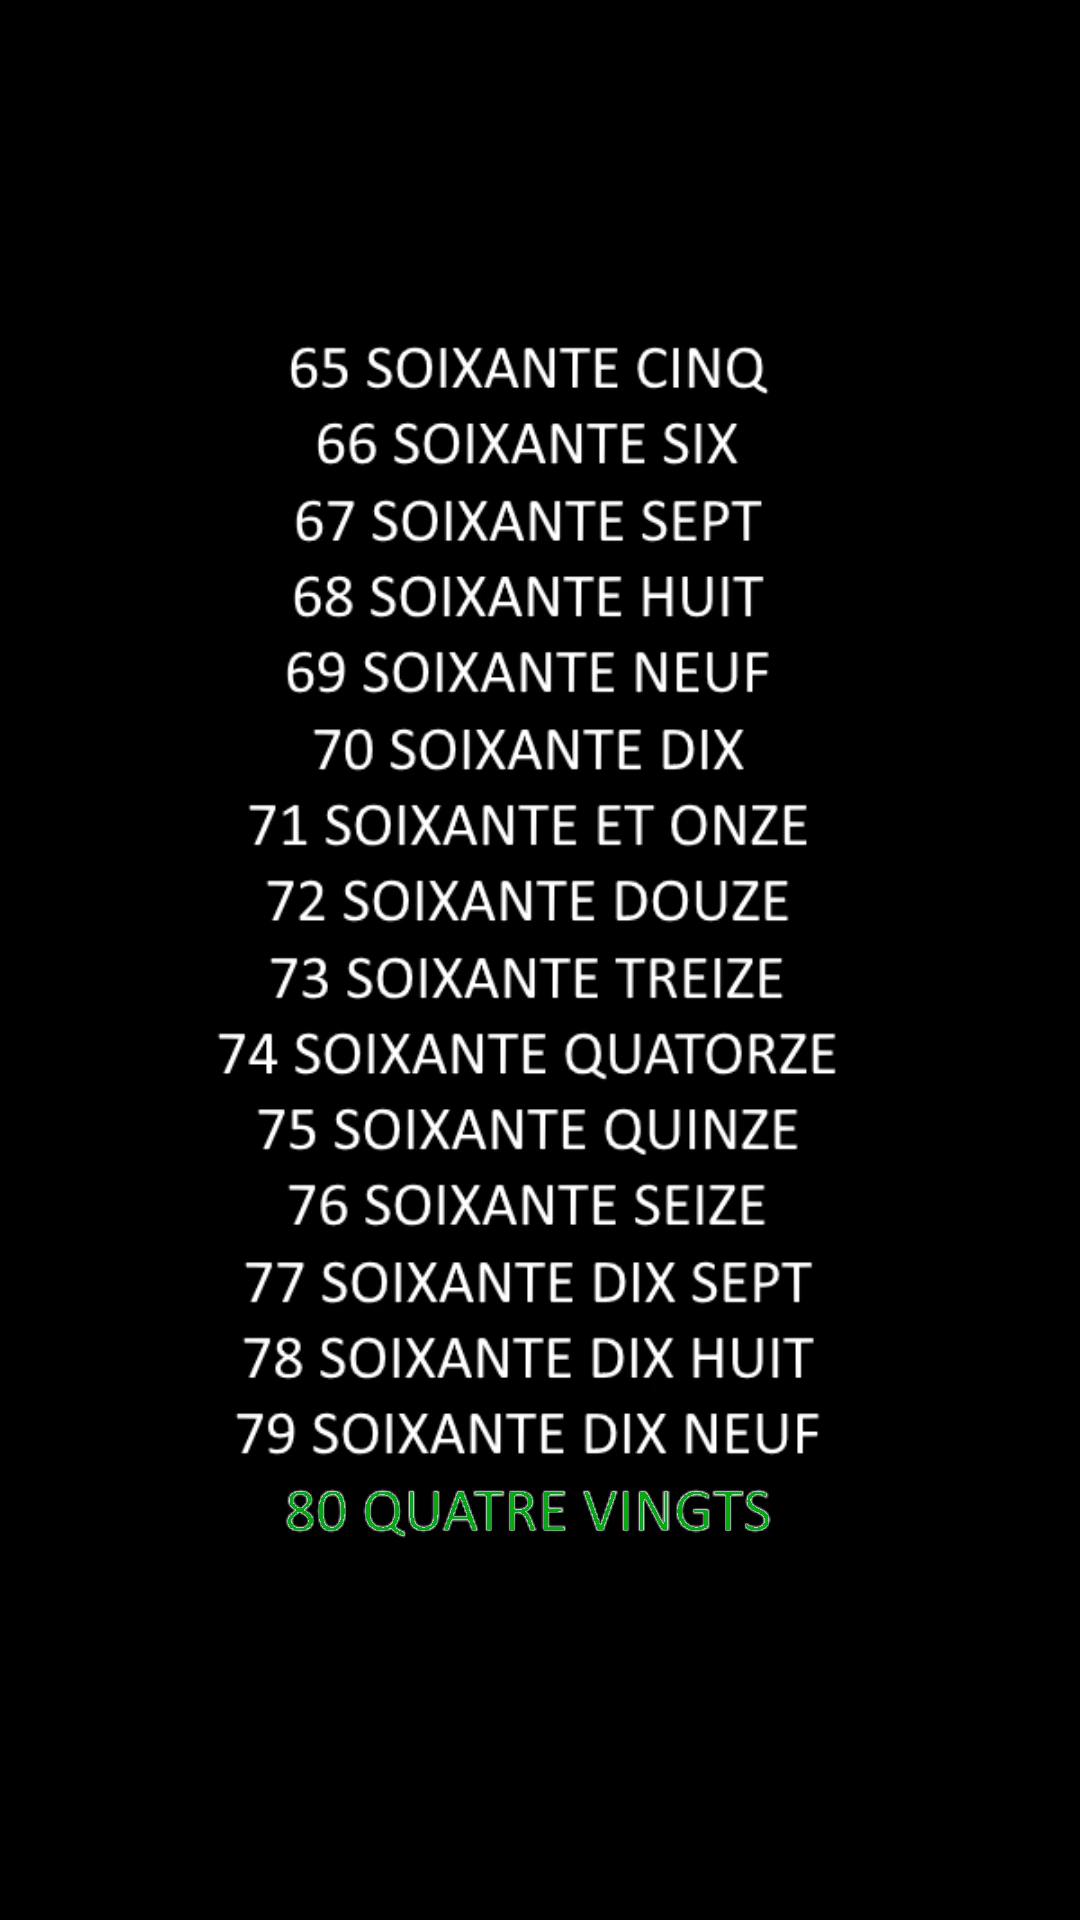 65 SOIXANTE CINQ
66 SOIXANTE SIX
67 SOIXANTE SEPT
68 SOIXANTE HUIT
69 SOIXANTE NEUF
70 SOIXANTE DIX
71 SOIXANTE ET ONZE
72 SOIXANTE DOUZE
73 SOIXANTE TREIZE
74 SOIXANTE QUATORZE
75 SOIXANTE QUINZE
76 SOIXANTE SEIZE
77 SOIXANTE DIX SEPT
78 SOIXANTE DIX HUIT
79 SOIXANTE DIX NEUF
80 QUATRE VINGTS